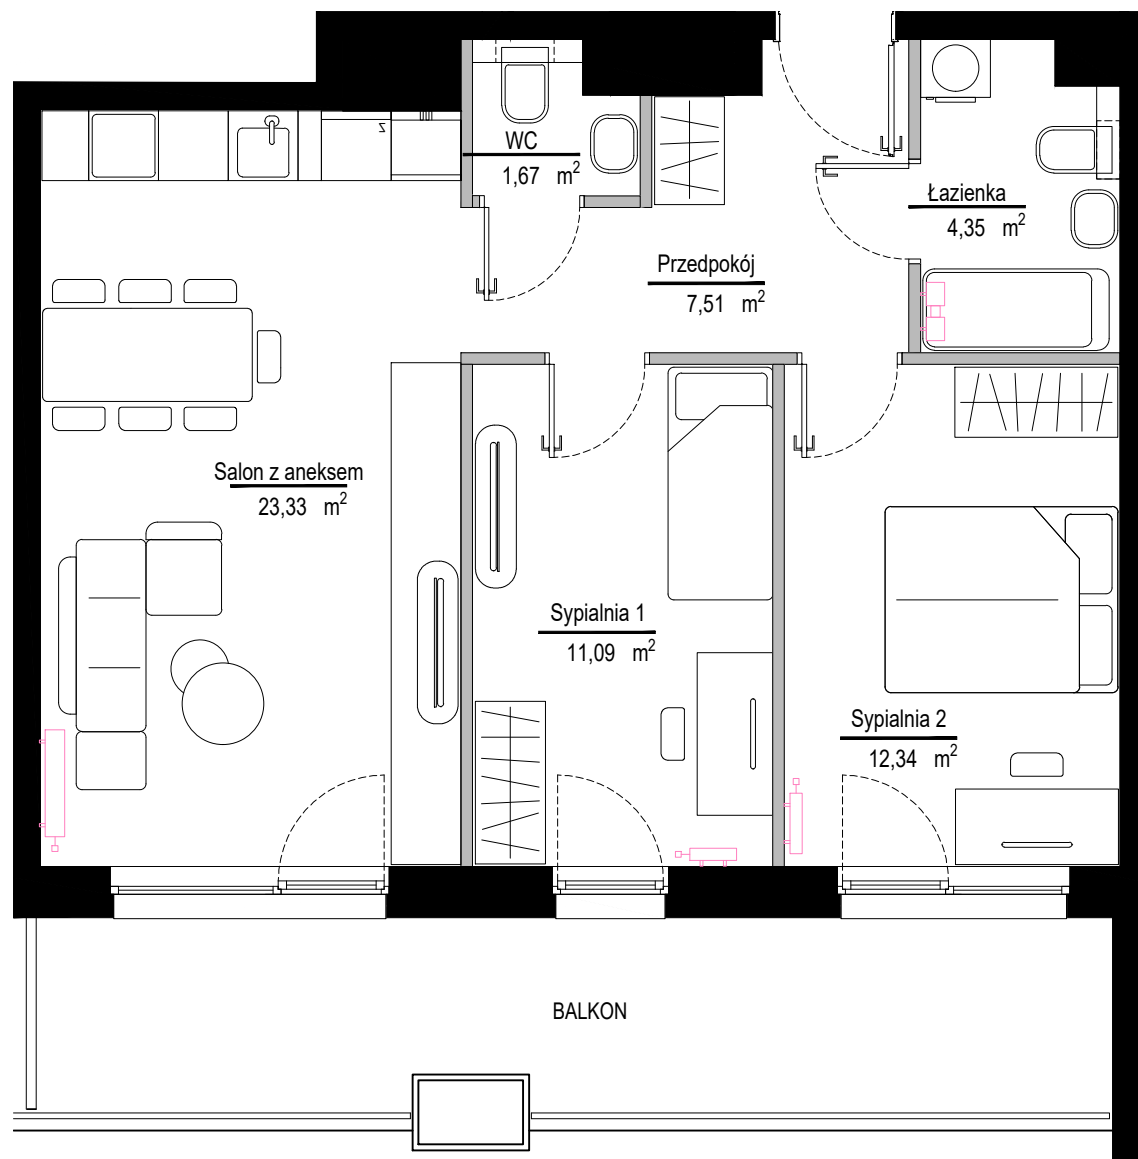 WC
1,67 m²
Łazienka
4,35 m²
Przedpokój
7,51 m²
Salon z aneksem
23,33 m²
Sypialnia 1
11,09 m²
Sypialnia 2
12,34 m²
BALKON